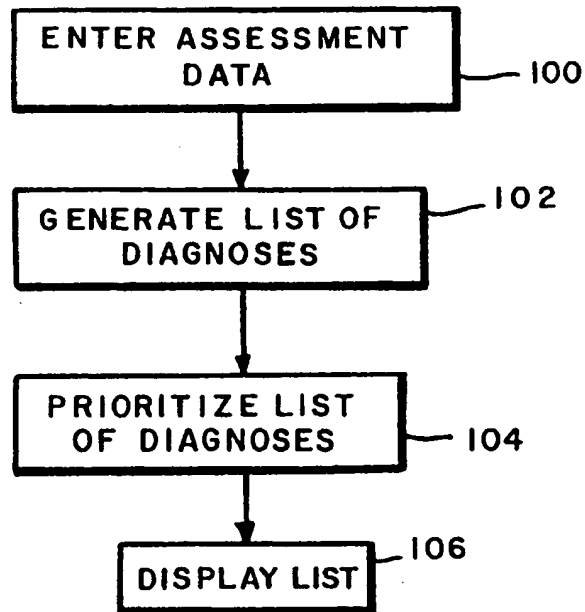 ENTER ASSESSMENT
DATA
100
GENERATE LIST OF
DIAGNOSES
102
PRIORITIZE LIST
OF DIAGNOSES
104
DISPLAY LIST
106